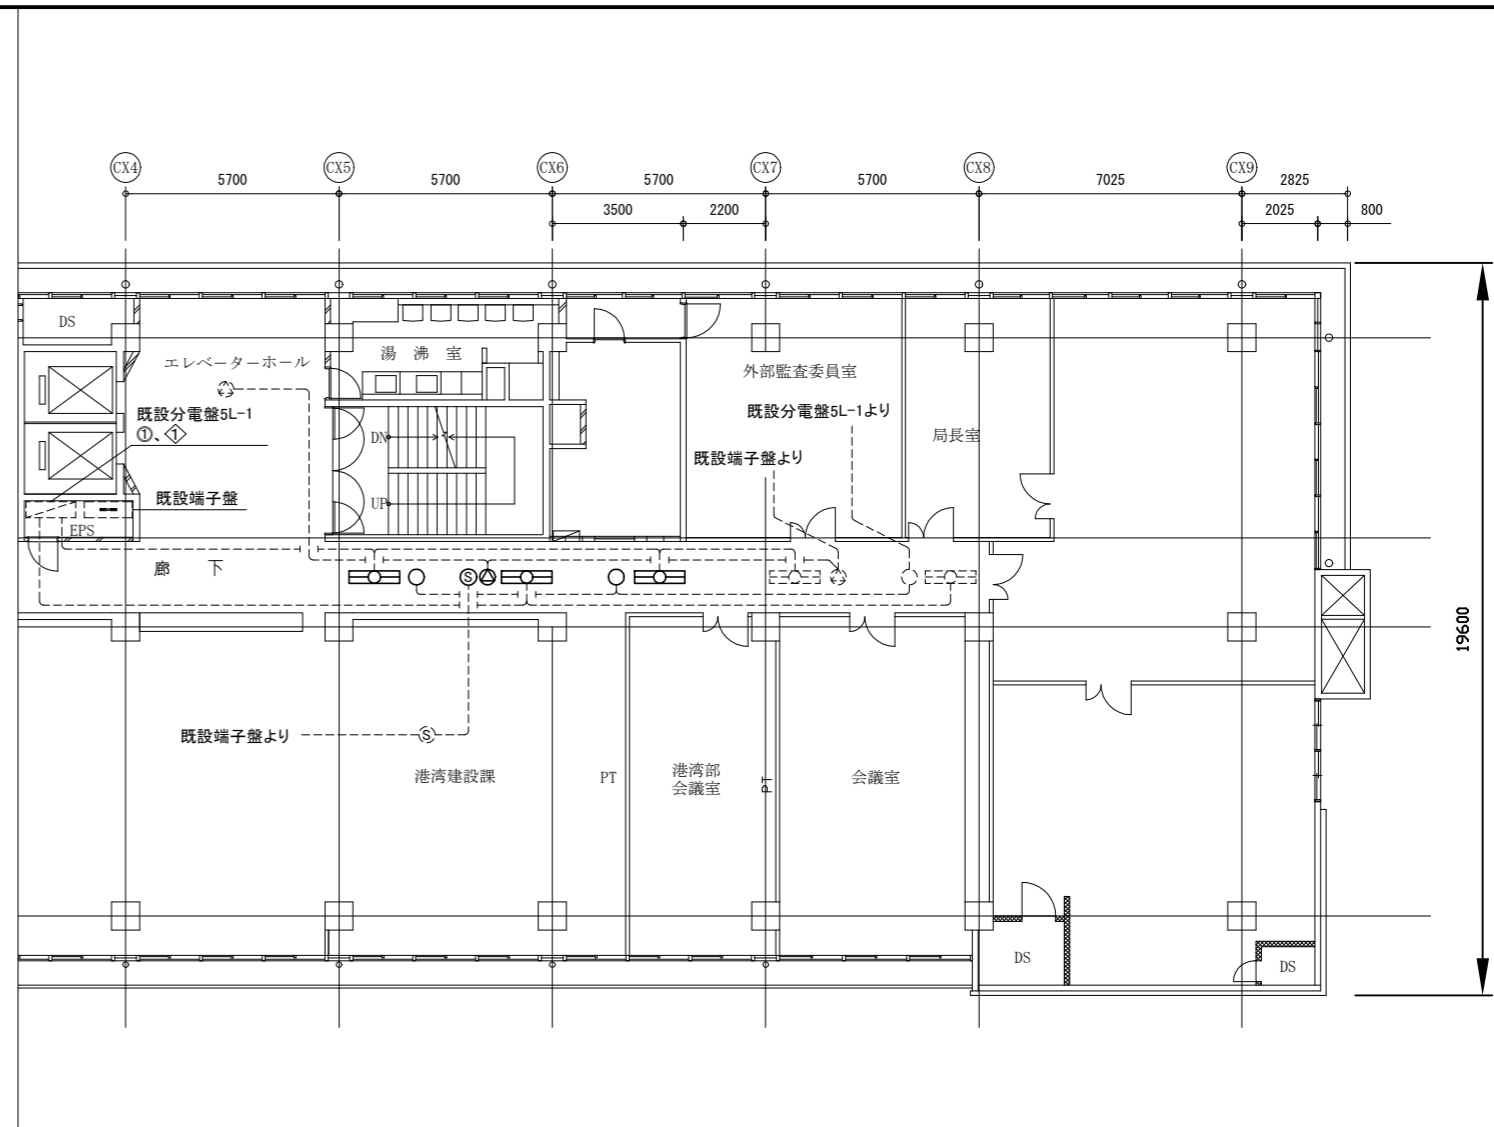 CX4 CX5 CX6 CX7 CX8 CX9
5700 5700 5700 5700 7025 2825
3500 2200 2025 800
DS
エレベーターホール
湯 沸 室
外部監査委員室
既設分電盤5L-1
①、①
既設分電盤5L-1より
局長室
DN
既設端子盤より
既設端子盤
UP
EPS
廊 下
S
19600
既設端子盤より
S
港湾建設課
PT
港湾部
会議室
PT
会議室
DS
DS